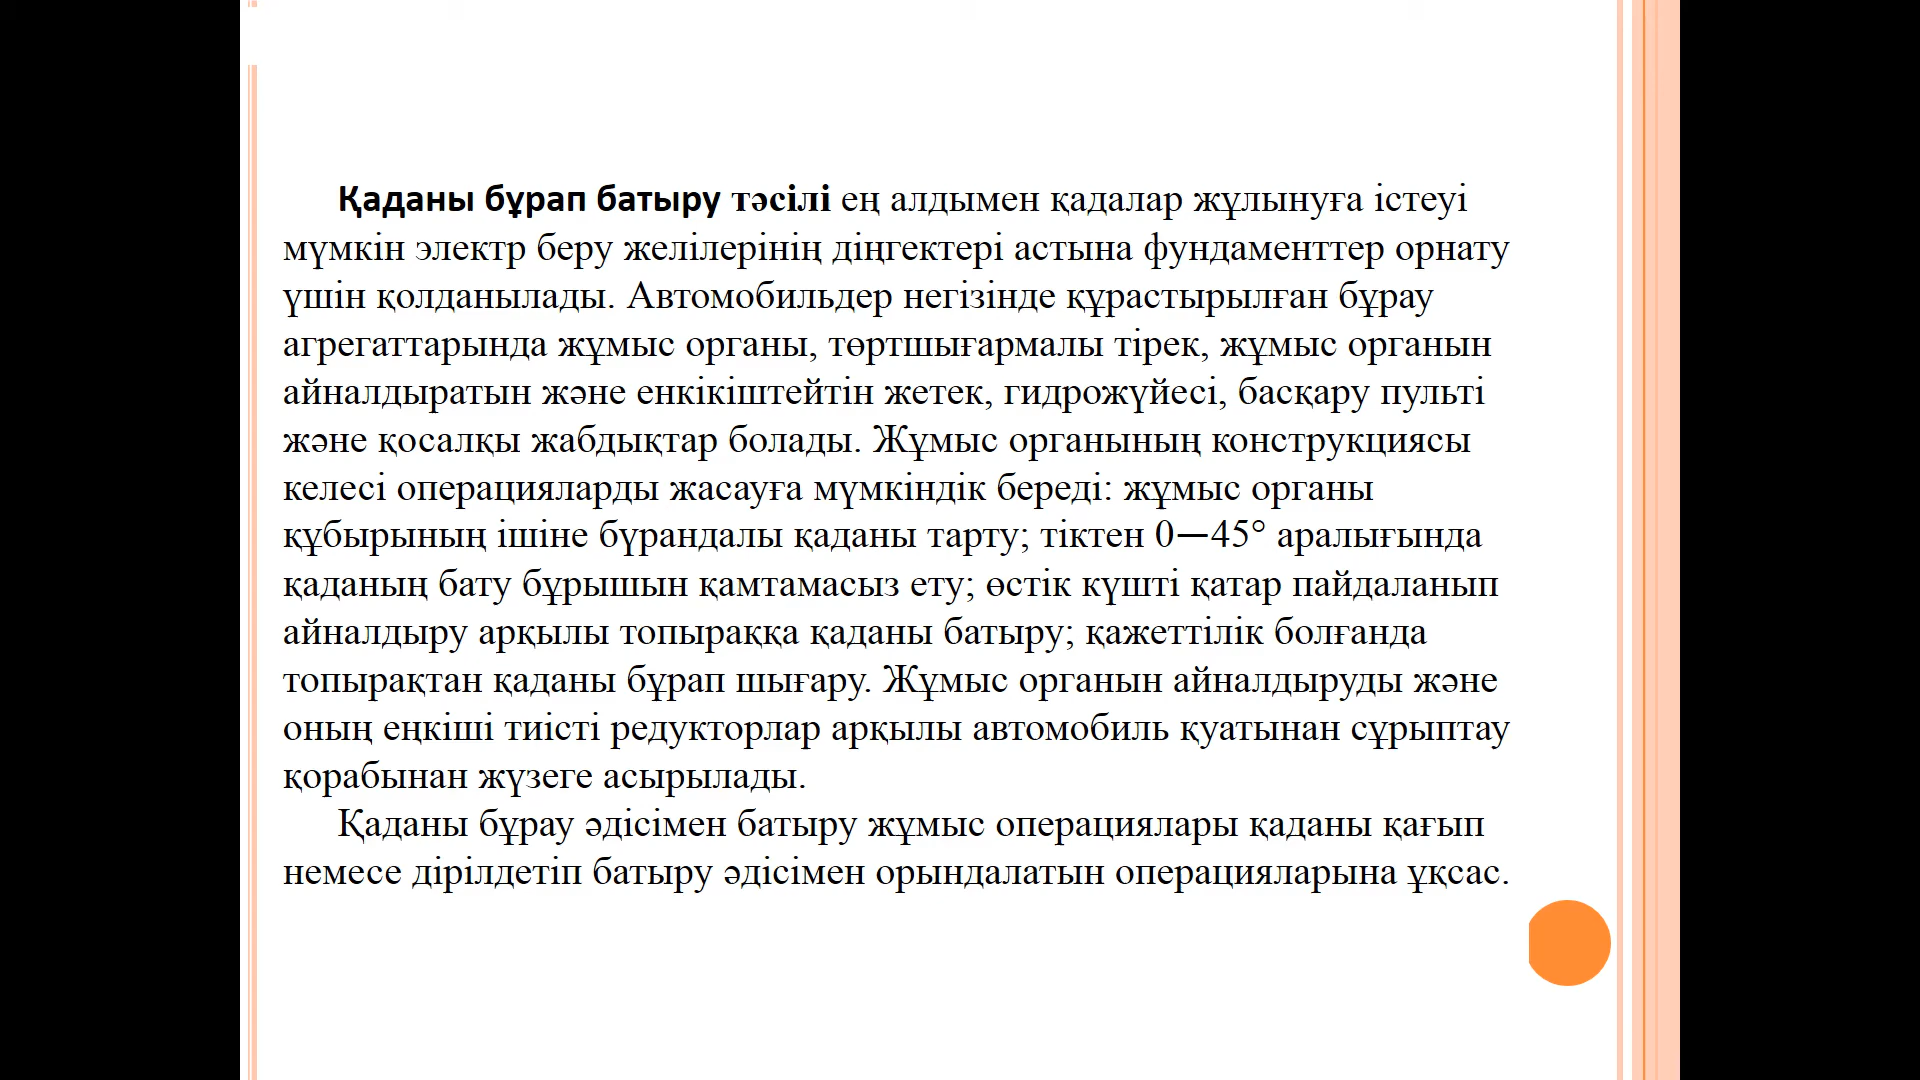 Қаданы бұрап батыру тәсілі ең алдымен қадалар жұлынуға істеуі
мүмкін электр беру желілерінің діңгектері астына фундаменттер орнату
үшін қолданылады. Автомобильдер негізінде құрастырылған бұрау
агрегаттарында жұмыс органы, төртшығармалы тірек, жұмыс органын
айналдыратын және енкікіштейтін жетек, гидрожүйесі, басқару пульті
және қосалқы жабдықтар болады. Жұмыс органының конструкциясы
келесі операцияларды жасауға мүмкіндік береді: жұмыс органы
құбырының ішіне бүрандалы қаданы тарту; тіктен 0—45° аралығында
қаданың бату бұрышын қамтамасыз ету; өстік күшті қатар пайдаланып
айналдыру арқылы топыраққа қаданы батыру; қажеттілік болғанда
топырақтан қаданы бұрап шығару. Жұмыс органын айналдыруды және
оның еңкіші тиісті редукторлар арқылы автомобиль қуатынан сұрыптау
қорабынан жүзеге асырылады.
Қаданы бұрау әдісімен батыру жұмыс операциялары қаданы қағып
немесе дірілдетіп батыру әдісімен орындалатын операцияларына ұқсас.